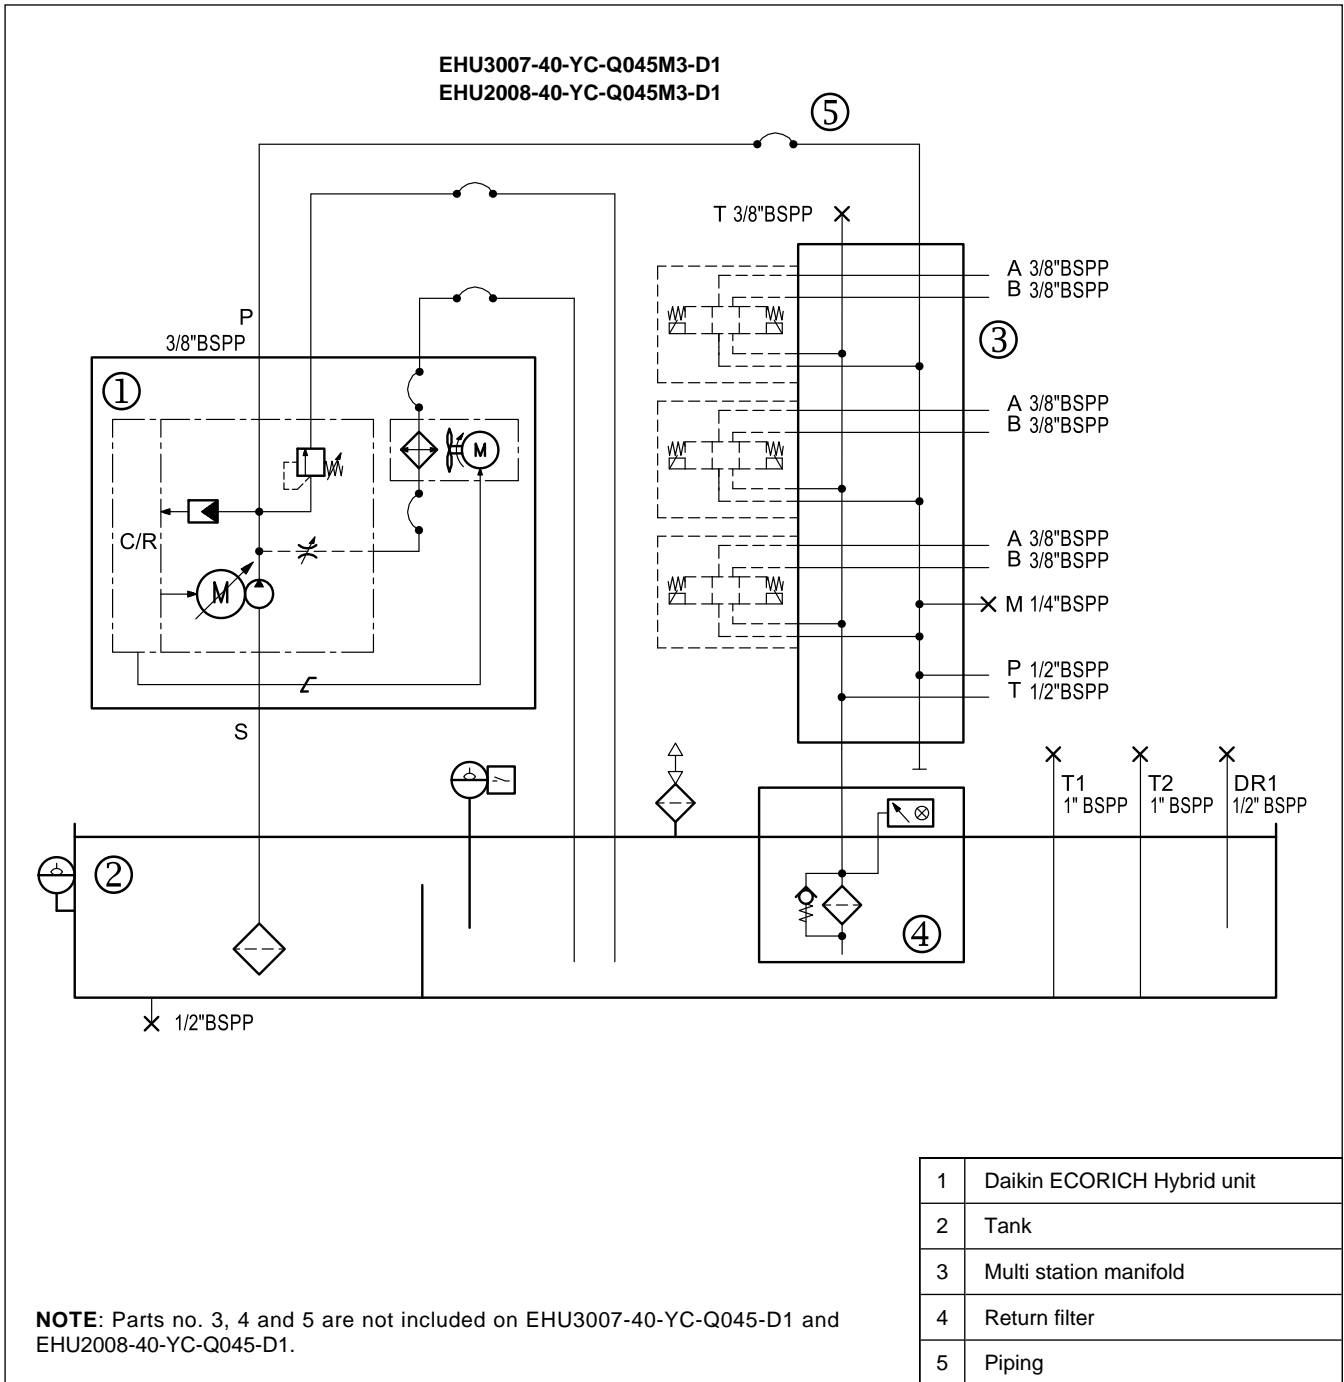 EHU3007-40-YC-Q045M3-D1
EHU2008-40-YC-Q045M3-D1
5
T 3/8"BSPP
A 3/8"BSPP
B 3/8"BSPP
P
3/8"BSPP
3
1
A 3/8"BSPP
B 3/8"BSPP
M
C/R
A 3/8"BSPP
B 3/8"BSPP
M
M 1/4"BSPP
P 1/2"BSPP
T 1/2"BSPP
S
T1
1" BSPP
T2
1" BSPP
DR1
1/2" BSPP
2
4
1/2"BSPP
1 Daikin ECORICH Hybrid unit
2 Tank
3 Multi station manifold
4 Return filter
5 Piping
NOTE: Parts no. 3, 4 and 5 are not included on EHU3007-40-YC-Q045-D1 and
EHU2008-40-YC-Q045-D1.